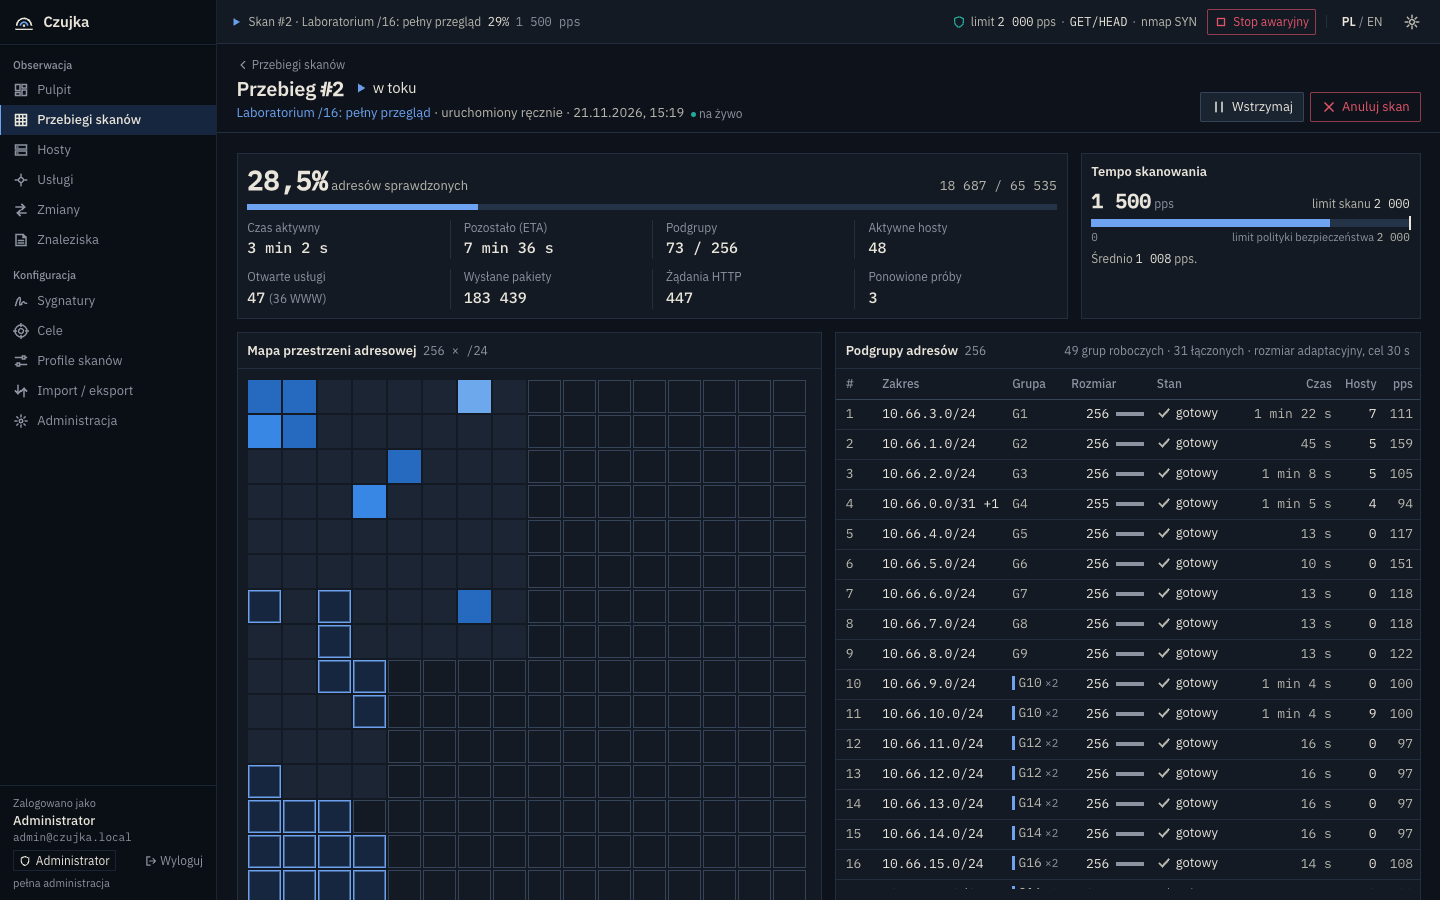 Czujka
Obserwacja
Pulpit
Przebiegi skanów
Hosty
Usługi
Zmiany
Znaleziska
Konfiguracja
Sygnatury
Cele
Profile skanów
Import / eksport
Administracja
Zalogowano jako
Administrator
admin@czujka.local
Administrator
Wyloguj
pełna administracja
Skan #2 · Laboratorium /16: pełny przegląd 29% 1 500 pps
limit 2 000 pps · GET/HEAD · nmap SYN
Stop awaryjny
PL / EN
Przebiegi skanów
Przebieg #2 w toku
Laboratorium /16: pełny przegląd · uruchomiony ręcznie · 21.11.2026, 15:19 na żywo
Wstrzymaj
Anuluj skan
28,5% adresów sprawdzonych 18 687 / 65 535
Czas aktywny Pozostało (ETA) Podgrupy Aktywne hosty
3 min 2 s 7 min 36 s 73 / 256 48
Otwarte usługi Wysłane pakiety Żądania HTTP Ponowione próby
47 (36 WWW) 183 439 447 3
Tempo skanowania
1 500 pps limit skanu 2 000
0 limit polityki bezpieczeństwa 2 000
Średnio 1 008 pps.
Mapa przestrzeni adresowej 256 × /24
Podgrupy adresów 256 49 grup roboczych · 31 łączonych · rozmiar adaptacyjny, cel 30 s
# Zakres Grupa Rozmiar Stan Czas Hosty pps
1 10.66.3.0/24 G1 256 gotowy 1 min 22 s 7 111
2 10.66.1.0/24 G2 256 gotowy 45 s 5 159
3 10.66.2.0/24 G3 256 gotowy 1 min 8 s 5 105
4 10.66.0.0/31 +1 G4 255 gotowy 1 min 5 s 4 94
5 10.66.4.0/24 G5 256 gotowy 13 s 0 117
6 10.66.5.0/24 G6 256 gotowy 10 s 0 151
7 10.66.6.0/24 G7 256 gotowy 13 s 0 118
8 10.66.7.0/24 G8 256 gotowy 13 s 0 118
9 10.66.8.0/24 G9 256 gotowy 13 s 0 122
10 10.66.9.0/24 G10 ×2 256 gotowy 1 min 4 s 0 100
11 10.66.10.0/24 G10 ×2 256 gotowy 1 min 4 s 9 100
12 10.66.11.0/24 G12 ×2 256 gotowy 16 s 0 97
13 10.66.12.0/24 G12 ×2 256 gotowy 16 s 0 97
14 10.66.13.0/24 G14 ×2 256 gotowy 16 s 0 97
15 10.66.14.0/24 G14 ×2 256 gotowy 16 s 0 97
16 10.66.15.0/24 G16 ×2 256 gotowy 14 s 0 108